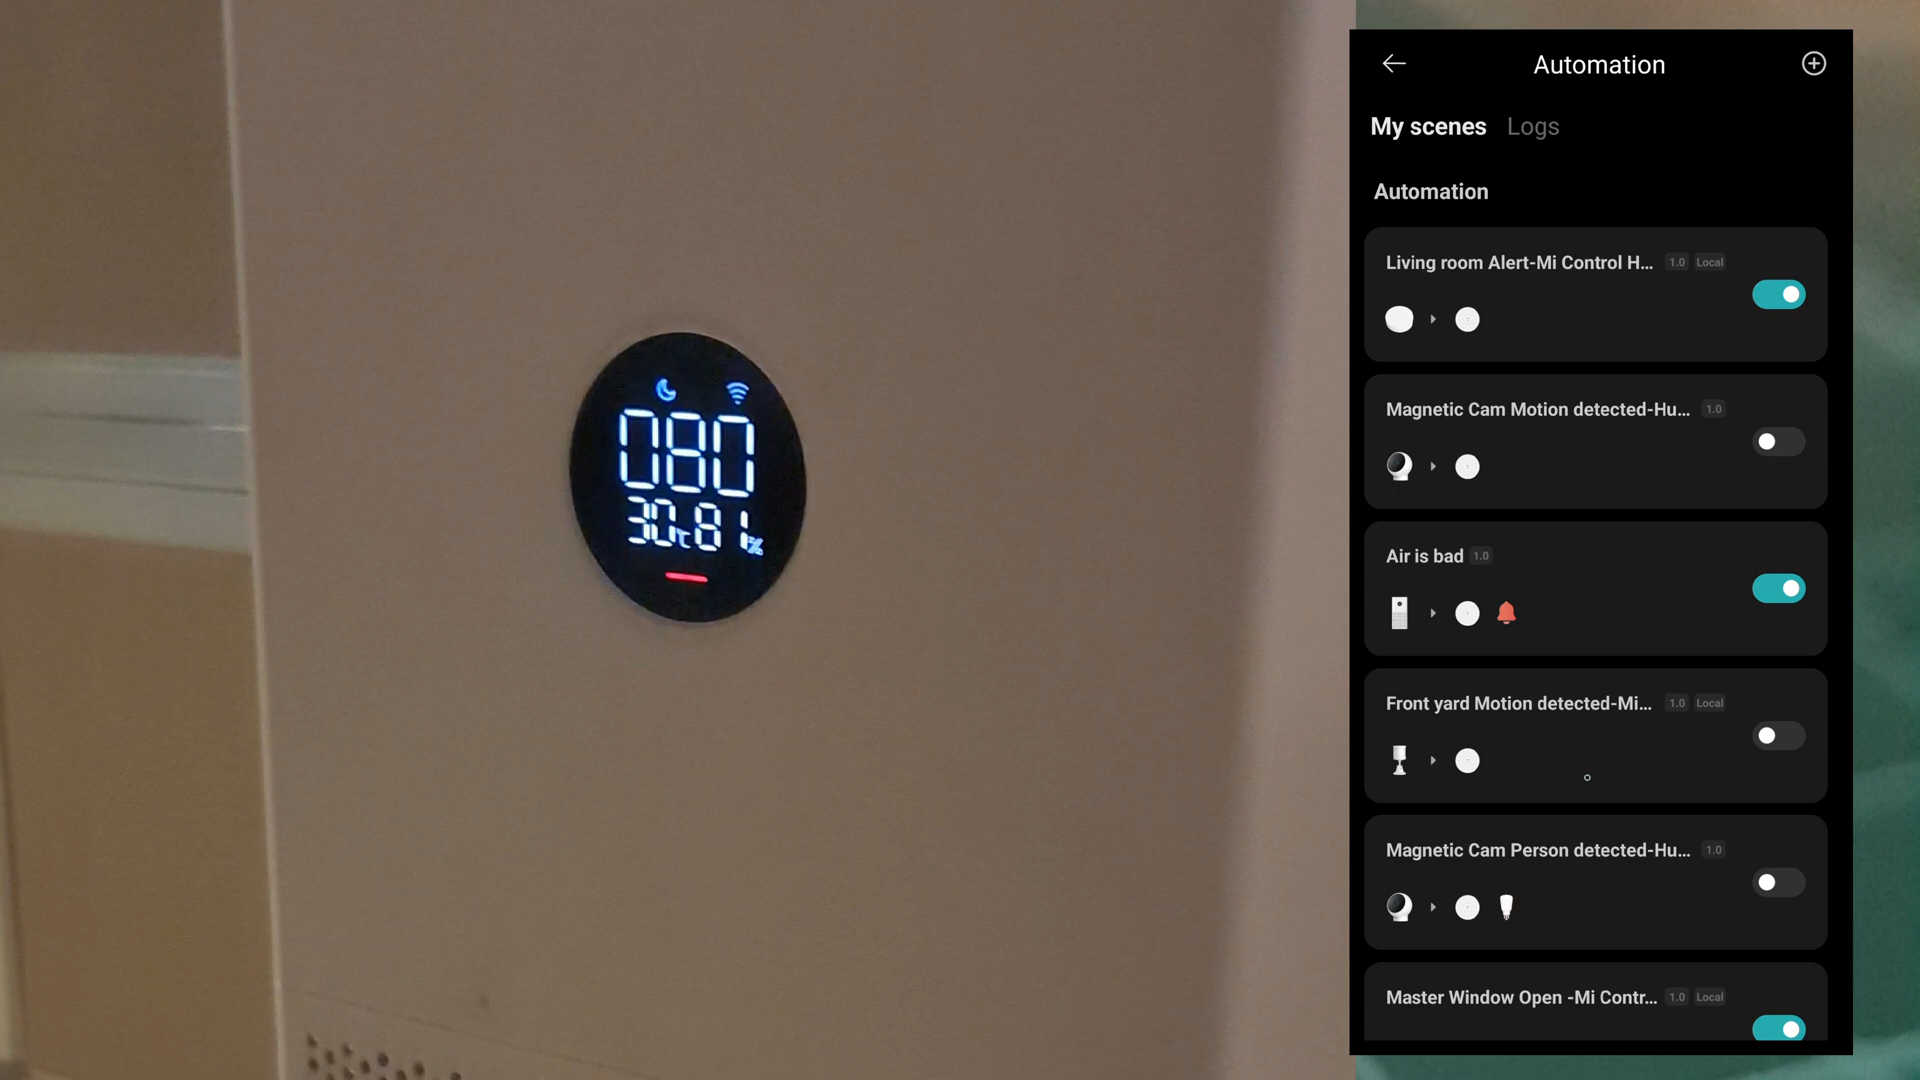 080
30℃ 81%
Automation
My scenes Logs
Automation
Living room Alert-Mi Control H... 1.0 Local
Magnetic Cam Motion detected-Hu... 1.0
Air is bad 1.0
Front yard Motion detected-Mi... 1.0 Local
Magnetic Cam Person detected-Hu... 1.0
Master Window Open -Mi Contr... 1.0 Local